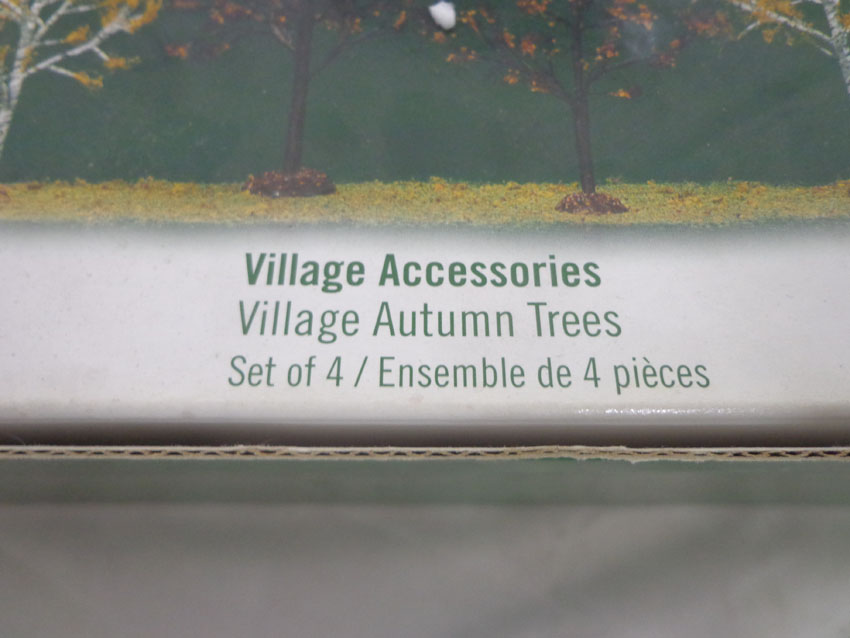 Village Accessories
Village Autumn Trees
Set of 4 / Ensemble de 4 pièces